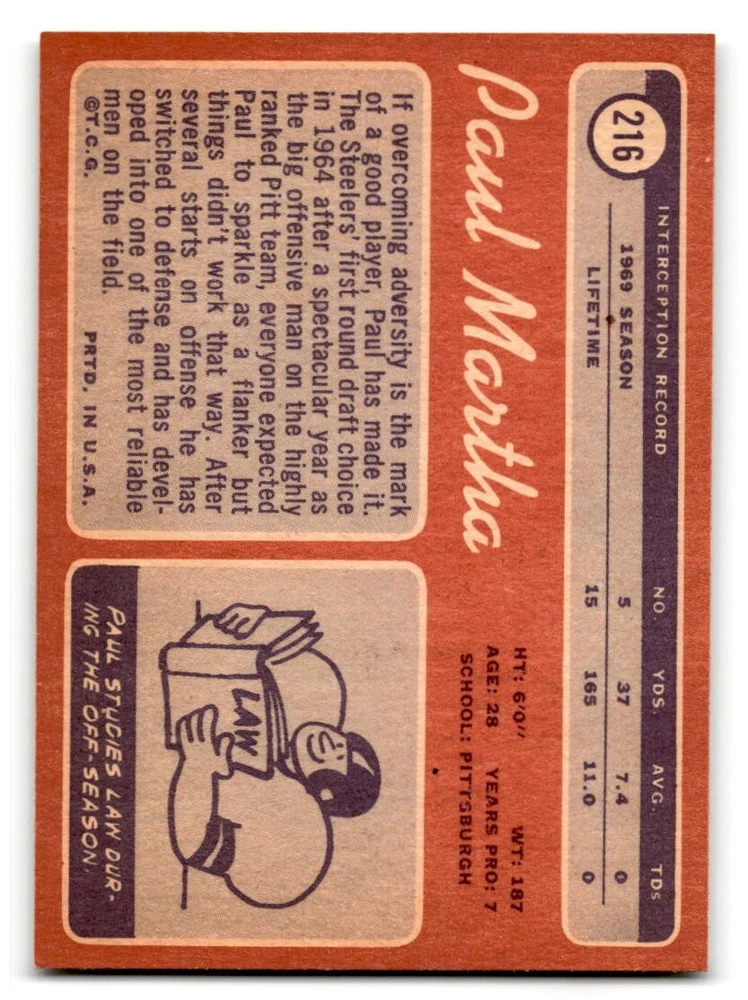 216
INTERCEPTION RECORD NO. YDS. AVG. TDs
1969 SEASON 5 37 7.4 0
LIFETIME 15 165 11.0 0
Paul Martha
HT: 6'0" WT: 187
AGE: 28 YEARS PRO: 7
SCHOOL: PITTSBURGH
If overcoming adversity is the mark
of a good player, Paul has made it.
The Steelers' first round draft choice
in 1964 after a spectacular year as
the big offensive man on the highly
ranked Pitt team, everyone expected
Paul to sparkle as a flanker but
things didn't work that way. After
several starts on offense he has
switched to defense and has devel-
oped into one of the most reliable
men on the field.
©T.C.G. PRTD. IN U.S.A.
LAW
PAUL STUDIES LAW DUR-
ING THE OFF-SEASON.